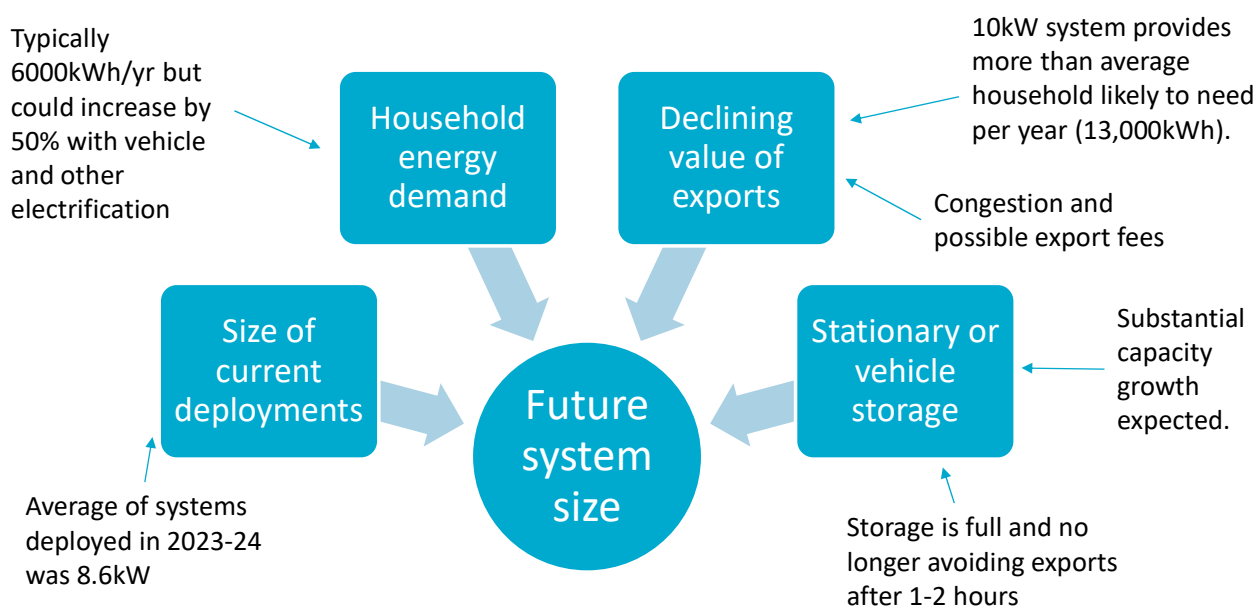 Typically
6000kWh/yr but
could increase by
50% with vehicle
and other
electrification
Household
energy
demand
Declining
value of
exports
10kW system provides
more than average
household likely to need
per year (13,000kWh).
Congestion and
possible export fees
Size of
current
deployments
Average of systems
deployed in 2023-24
was 8.6kW
Future
system
size
Stationary or
vehicle
storage
Substantial
capacity
growth
expected.
Storage is full and no
longer avoiding exports
after 1-2 hours